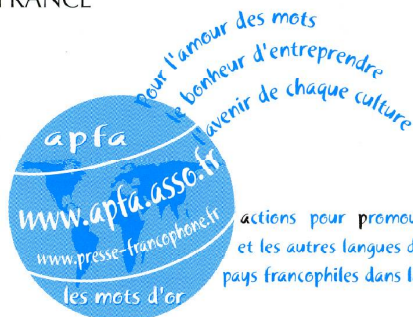 FRANCE
pour l'amour des mots
le bonheur d'entreprendre
l'avenir de chaque culture
apfa
www.apfa.asso.fr
www.presse-francophone.fr
les mots d'or
actions pour promou
et les autres langues d
pays francophiles dans l